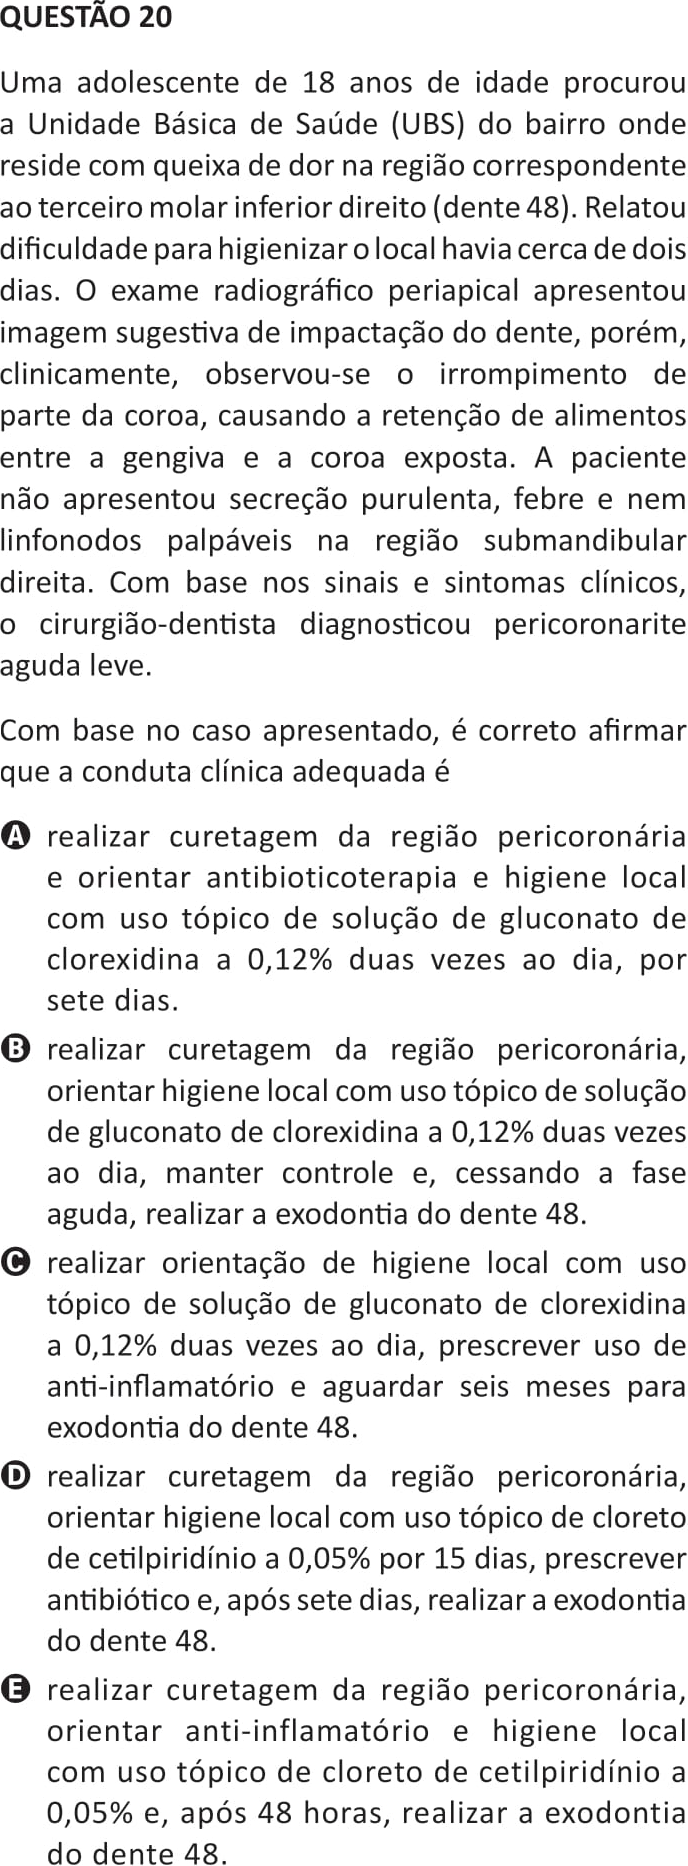 QUESTÃO 20
Uma adolescente de 18 anos de idade procurou
a Unidade Básica de Saúde (UBS) do bairro onde
reside com queixa de dor na região correspondente
ao terceiro molar inferior direito (dente 48). Relatou
dificuldade para higienizar o local havia cerca de dois
dias. O exame radiográfico periapical apresentou
imagem sugestiva de impactação do dente, porém,
clinicamente, observou-se o irrompimento de
parte da coroa, causando a retenção de alimentos
entre a gengiva e a coroa exposta. A paciente
não apresentou secreção purulenta, febre e nem
linfonodos palpáveis na região submandibular
direita. Com base nos sinais e sintomas clínicos,
o cirurgião-dentista diagnosticou pericoronarite
aguda leve.
Com base no caso apresentado, é correto afirmar
que a conduta clínica adequada é
A realizar curetagem da região pericoronária
e orientar antibioticoterapia e higiene local
com uso tópico de solução de gluconato de
clorexidina a 0,12% duas vezes ao dia, por
sete dias.
B realizar curetagem da região pericoronária,
orientar higiene local com uso tópico de solução
de gluconato de clorexidina a 0,12% duas vezes
ao dia, manter controle e, cessando a fase
aguda, realizar a exodontia do dente 48.
C realizar orientação de higiene local com uso
tópico de solução de gluconato de clorexidina
a 0,12% duas vezes ao dia, prescrever uso de
anti-inflamatório e aguardar seis meses para
exodontia do dente 48.
D realizar curetagem da região pericoronária,
orientar higiene local com uso tópico de cloreto
de cetilpiridínio a 0,05% por 15 dias, prescrever
antibiótico e, após sete dias, realizar a exodontia
do dente 48.
E realizar curetagem da região pericoronária,
orientar anti-inflamatório e higiene local
com uso tópico de cloreto de cetilpiridínio a
0,05% e, após 48 horas, realizar a exodontia
do dente 48.